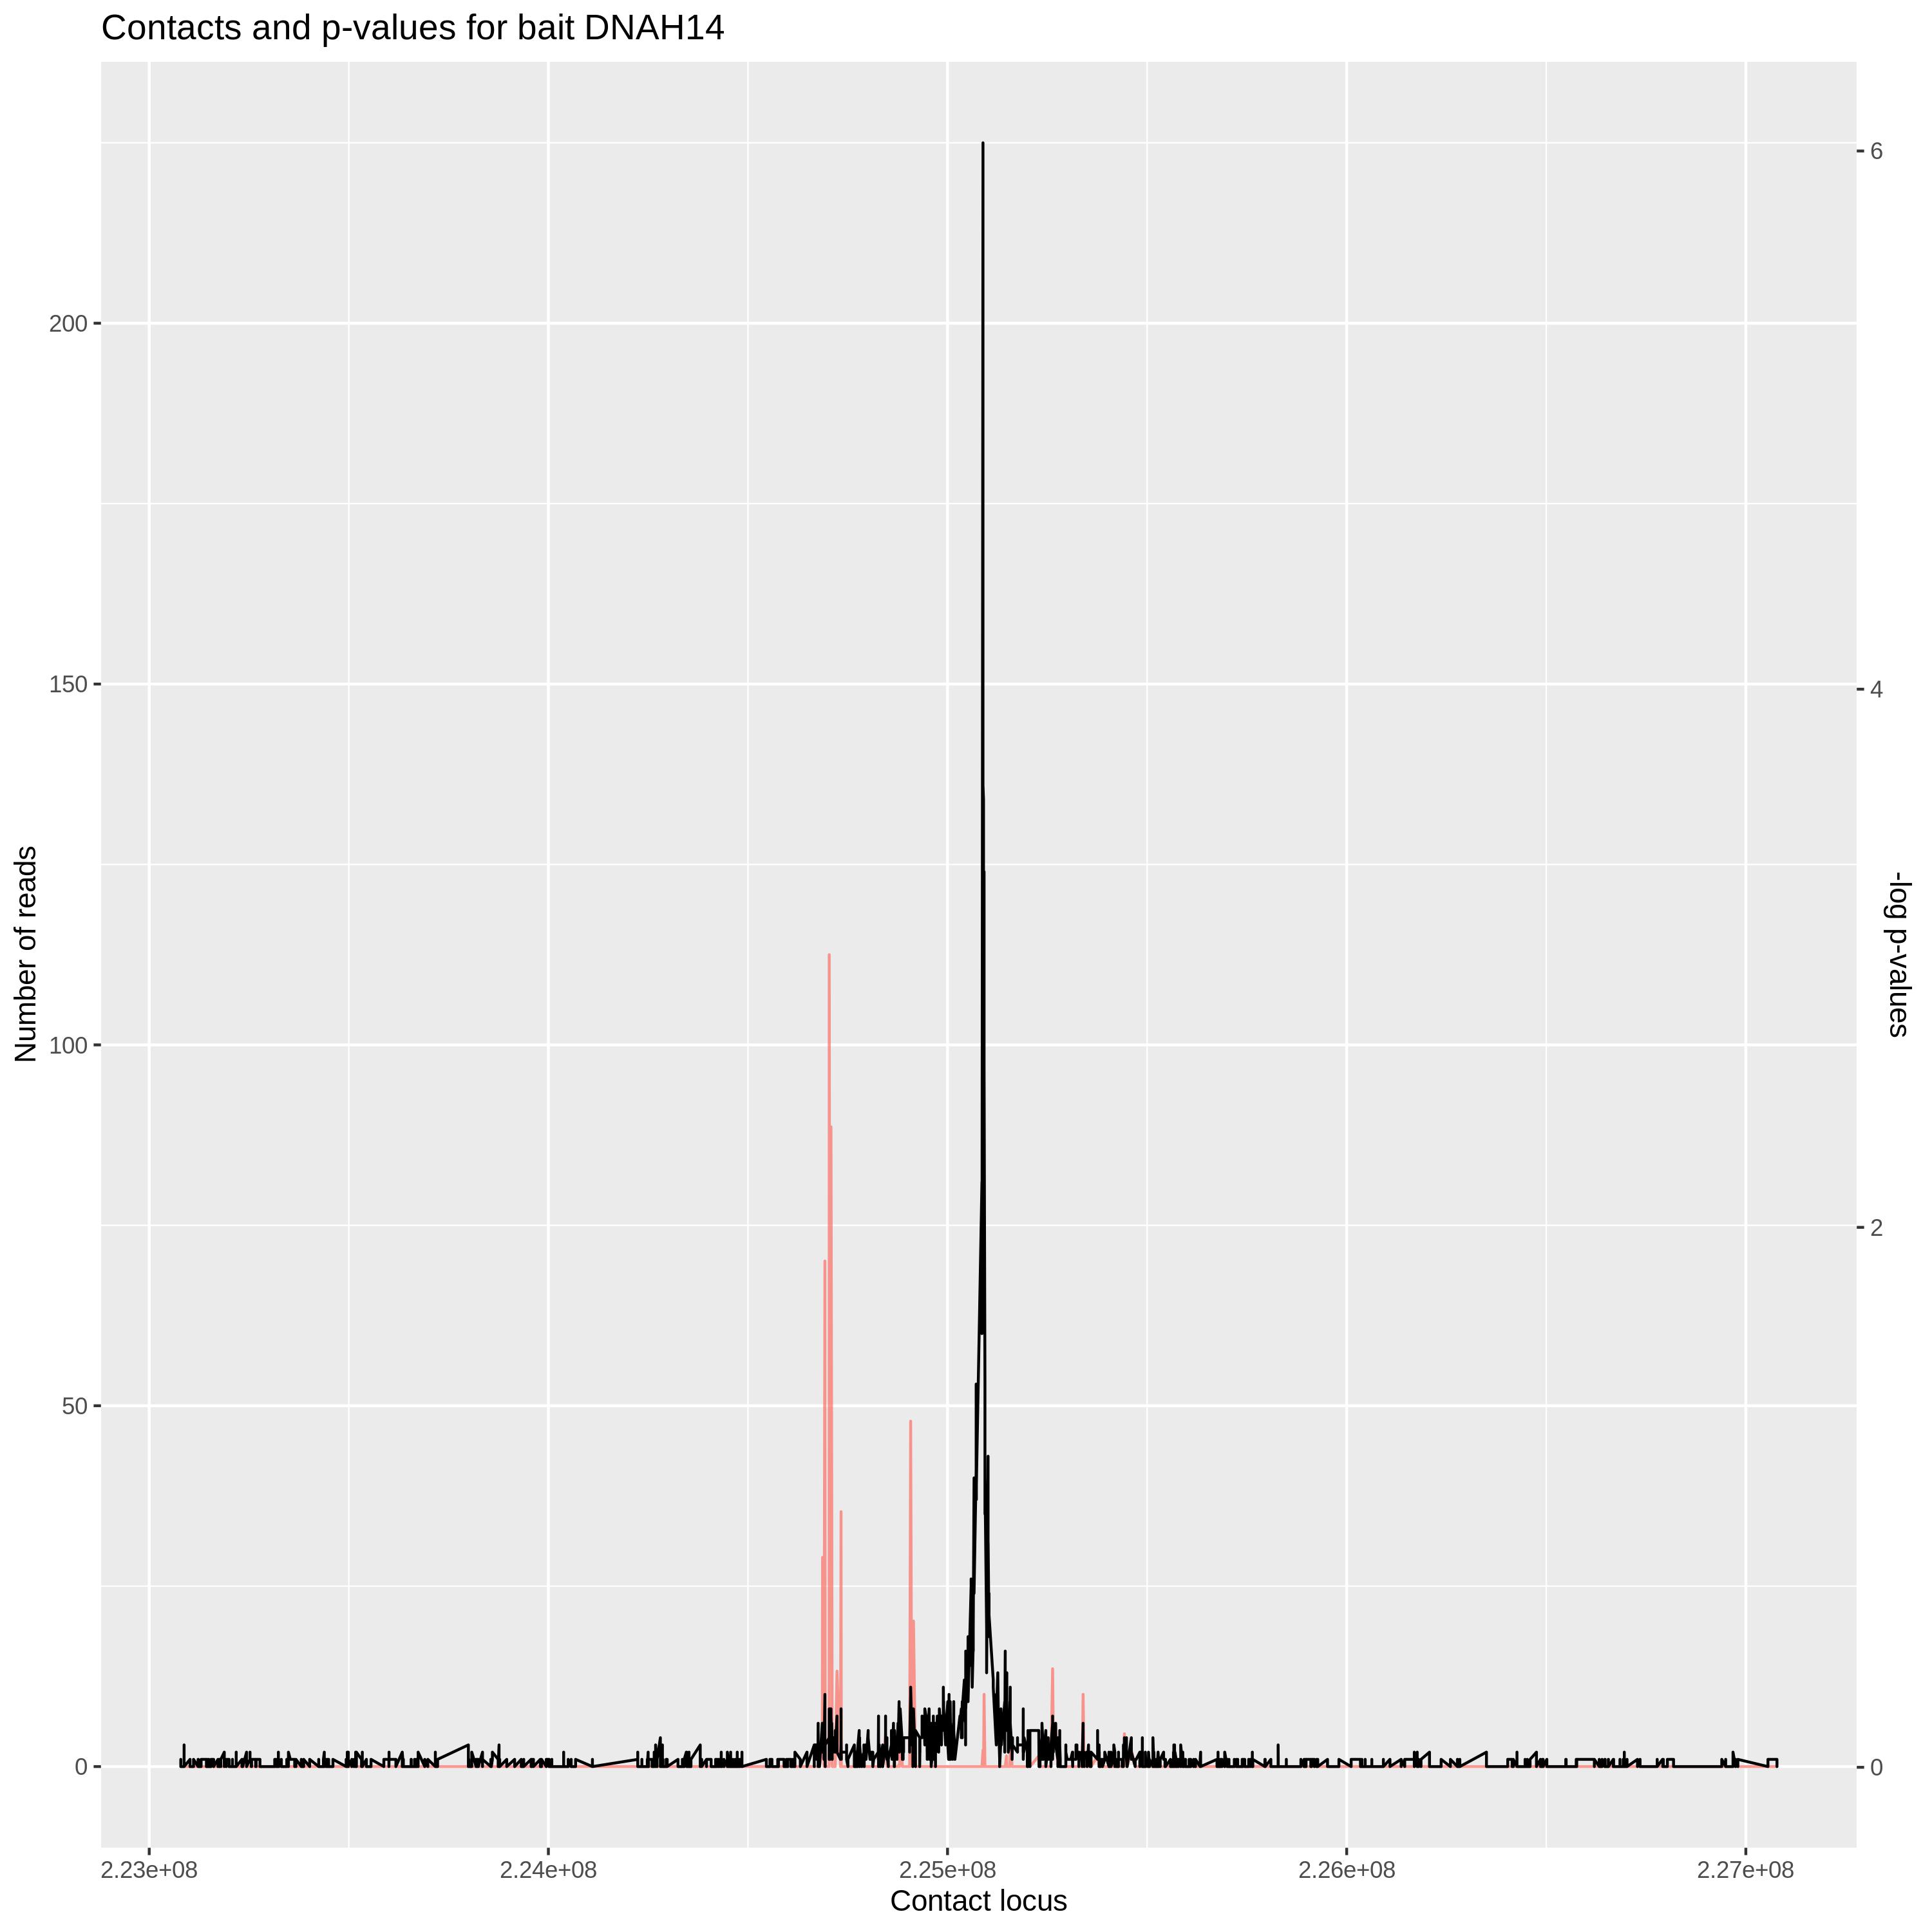 Contacts and p-values for bait DNAH14
Number of reads
200
150
100
50
0
6
4
2
0
-log p-values
2.23e+08 2.24e+08 2.25e+08 2.26e+08 2.27e+08
Contact locus